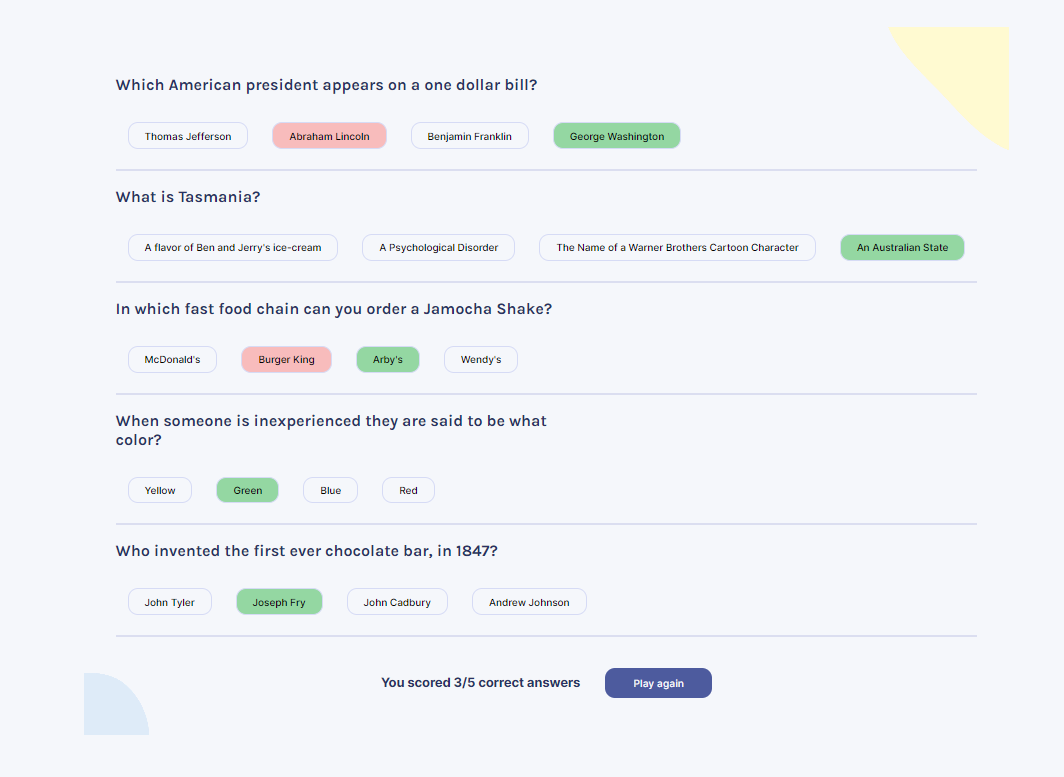 Which American president appears on a one dollar bill?
Thomas Jefferson Abraham Lincoln Benjamin Franklin George Washington
What is Tasmania?
A flavor of Ben and Jerry's ice-cream A Psychological Disorder The Name of a Warner Brothers Cartoon Character An Australian State
In which fast food chain can you order a Jamocha Shake?
McDonald's Burger King Arby's Wendy's
When someone is inexperienced they are said to be what
color?
Yellow Green Blue Red
Who invented the first ever chocolate bar, in 1847?
John Tyler Joseph Fry John Cadbury Andrew Johnson
You scored 3/5 correct answers Play again